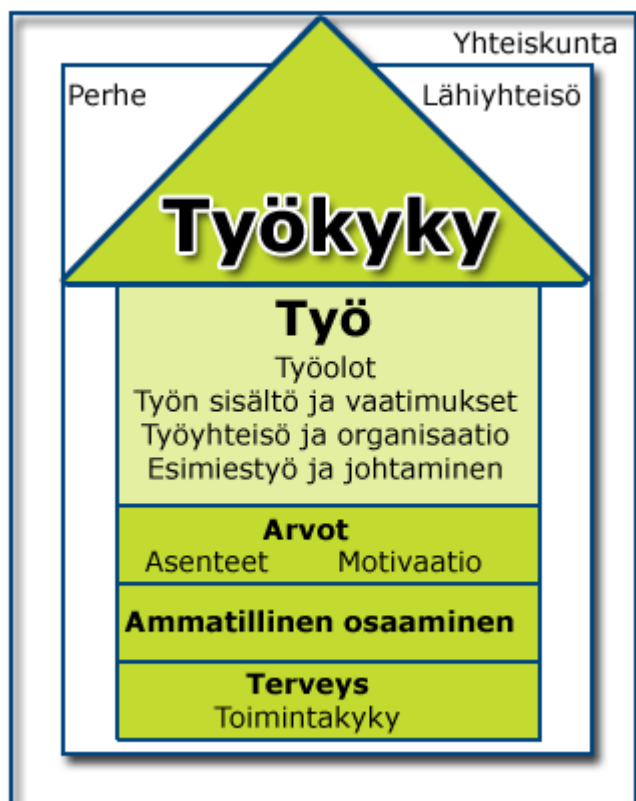 Yhteiskunta
Perhe
Lähiyhteisö
Työkyky
Työ
Työolot
Työn sisältö ja vaatimukset
Työyhteisö ja organisaatio
Esimiestyö ja johtaminen
Arvot
Asenteet Motivaatio
Ammatillinen osaaminen
Terveys
Toimintakyky